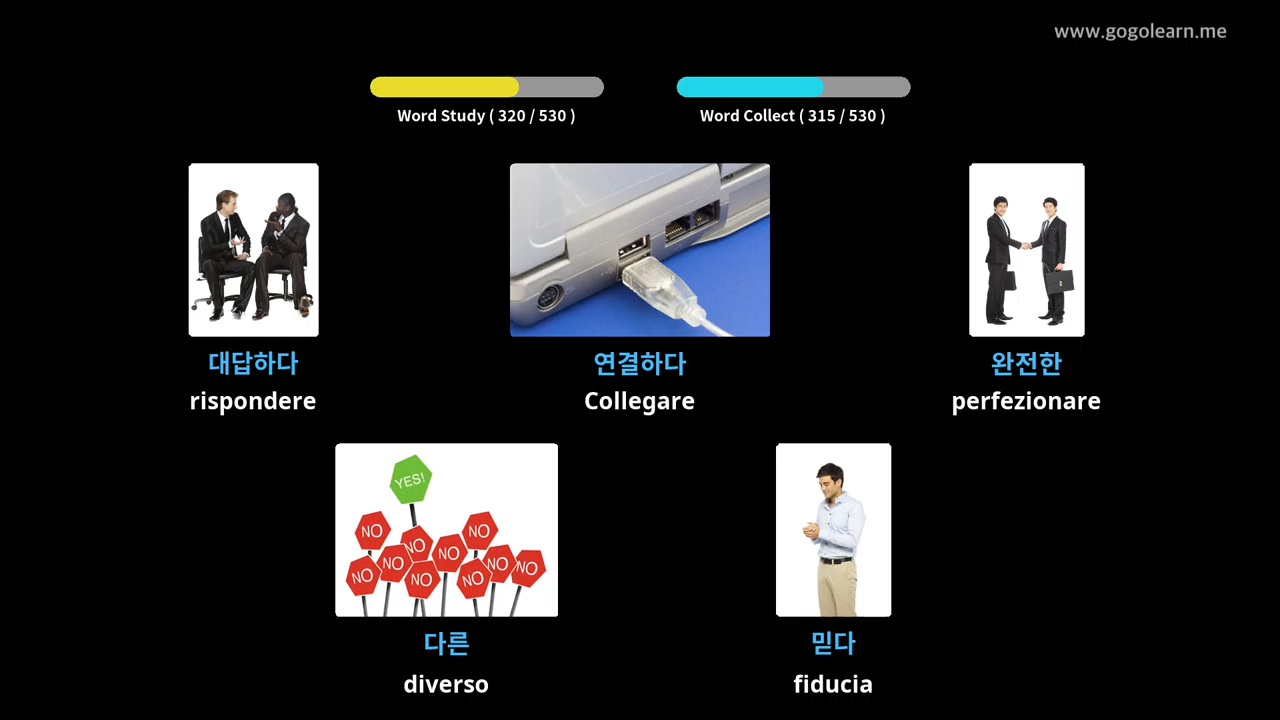 www.gogolearn.me
Word Study ( 320 / 530 )
Word Collect ( 315 / 530 )
대답하다
rispondere
연결하다
Collegare
완전한
perfezionare
YES!
NO
NO
NO
NO
NO
NO
NO
NO
NO
NO
다른
diverso
믿다
fiducia